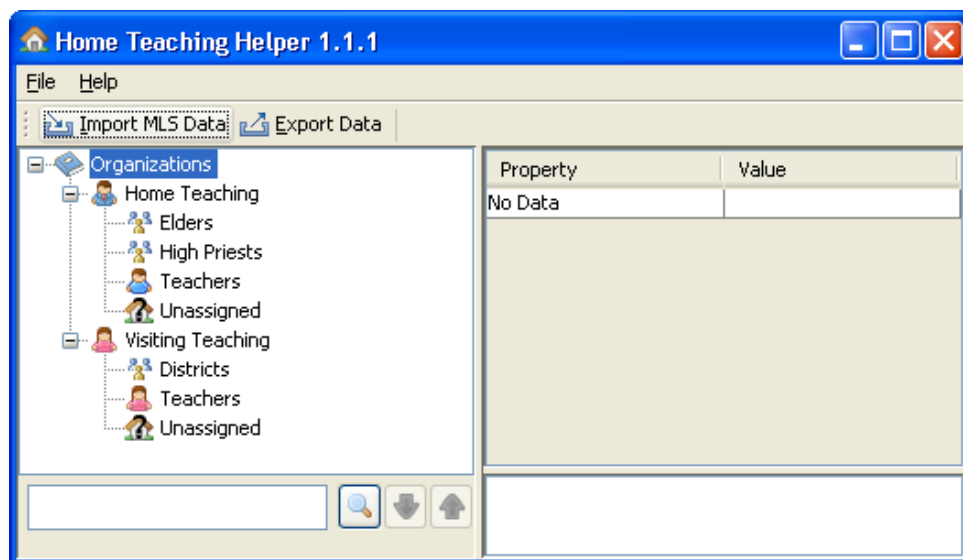 Home Teaching Helper 1.1.1
File Help
Import MLS Data Export Data
Organizations
Home Teaching
Elders
High Priests
Teachers
Unassigned
Visiting Teaching
Districts
Teachers
Unassigned
Property Value
No Data